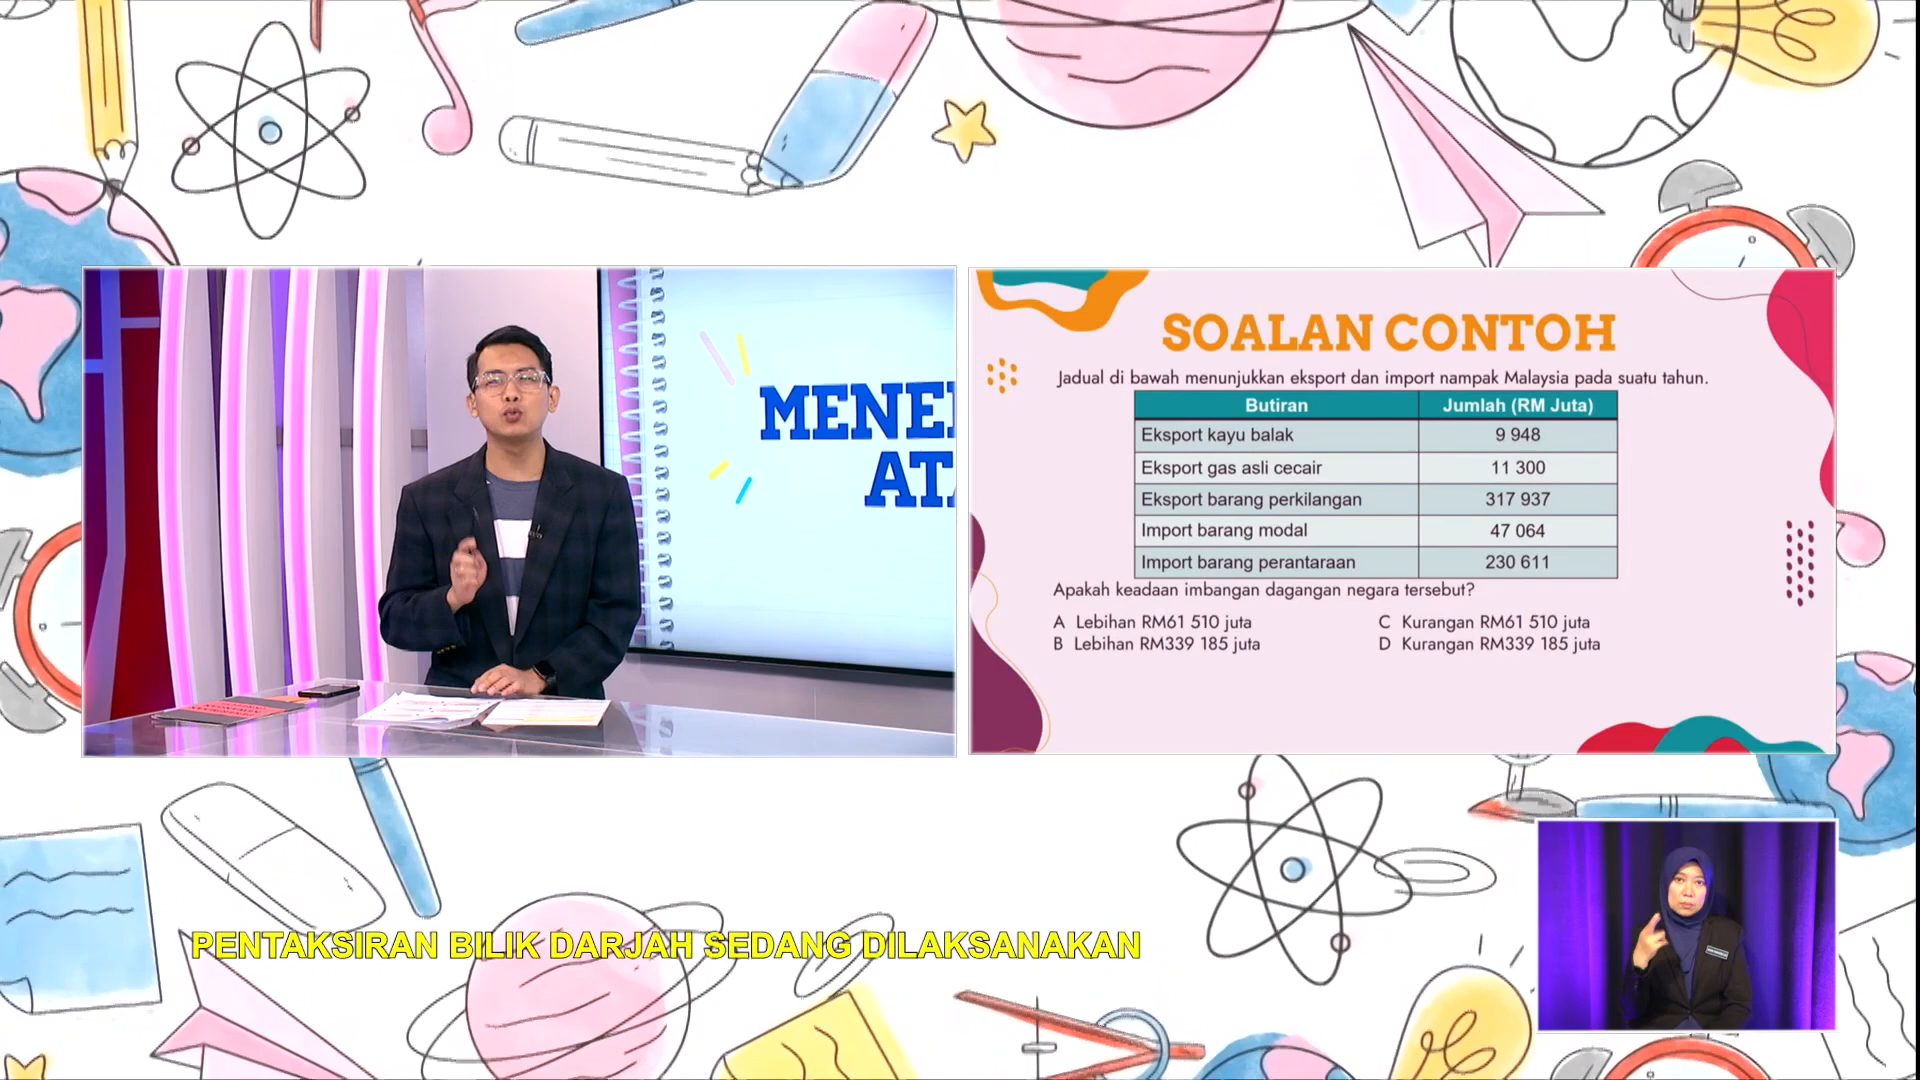 MENE
AT
SOALAN CONTOH
Jadual di bawah menunjukkan eksport dan import nampak Malaysia pada suatu tahun.
Butiran Jumlah (RM Juta)
Eksport kayu balak 9 948
Eksport gas asli cecair 11 300
Eksport barang perkilangan 317 937
Import barang modal 47 064
Import barang perantaraan 230 611
Apakah keadaan imbangan dagangan negara tersebut?
A Lebihan RM61 510 juta C Kurangan RM61 510 juta
B Lebihan RM339 185 juta D Kurangan RM339 185 juta
PENTAKSIRAN BILIK DARJAH SEDANG DILAKSANAKAN